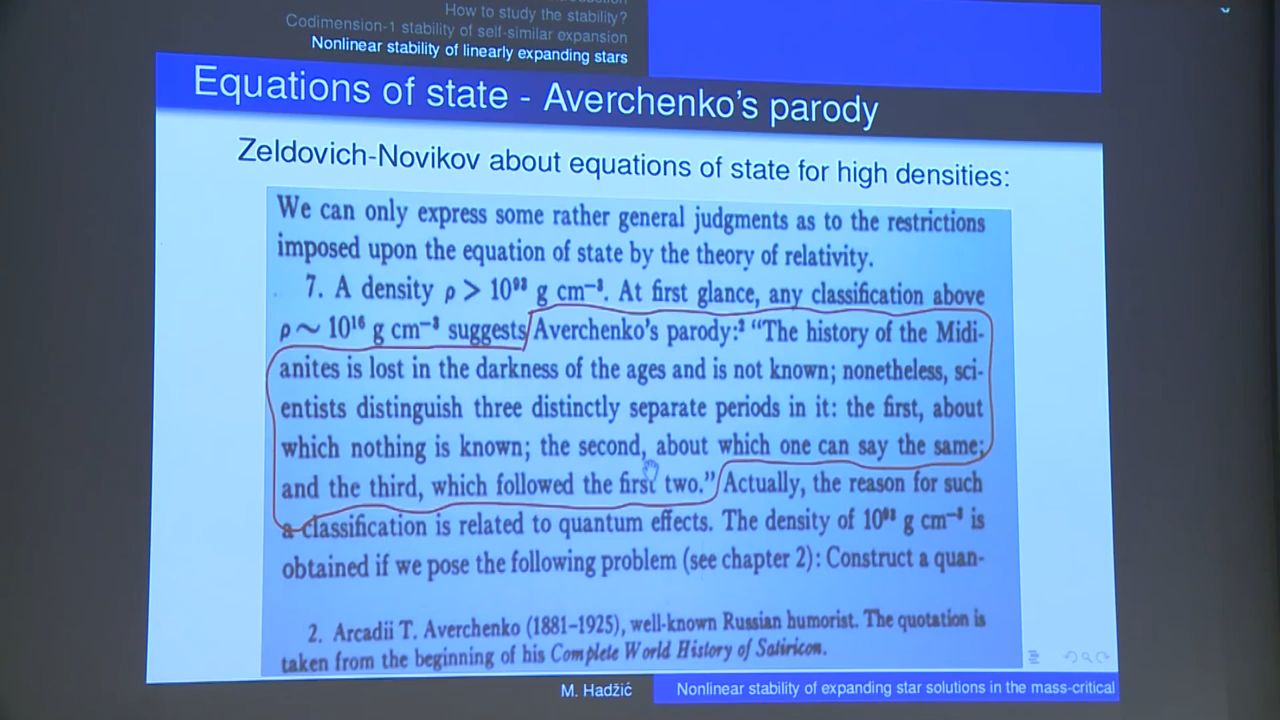 How to study the stability?
Codimension-1 stability of self-similar expansion
Nonlinear stability of linearly expanding stars
Equations of state - Averchenko's parody
Zeldovich-Novikov about equations of state for high densities:
We can only express some rather general judgments as to the restrictions
imposed upon the equation of state by the theory of relativity.
7. A density ρ > 10⁹³ g cm⁻³. At first glance, any classification above
ρ ~ 10¹⁶ g cm⁻³ suggests Averchenko's parody:² "The history of the Midi-
anites is lost in the darkness of the ages and is not known; nonetheless, sci-
entists distinguish three distinctly separate periods in it: the first, about
which nothing is known; the second, about which one can say the same;
and the third, which followed the first two." Actually, the reason for such
a classification is related to quantum effects. The density of 10⁹³ g cm⁻³ is
obtained if we pose the following problem (see chapter 2): Construct a quan-
2. Arcadii T. Averchenko (1881–1925), well-known Russian humorist. The quotation is
taken from the beginning of his Complete World History of Satiricon.
M. Hadžić
Nonlinear stability of expanding star solutions in the mass-critical